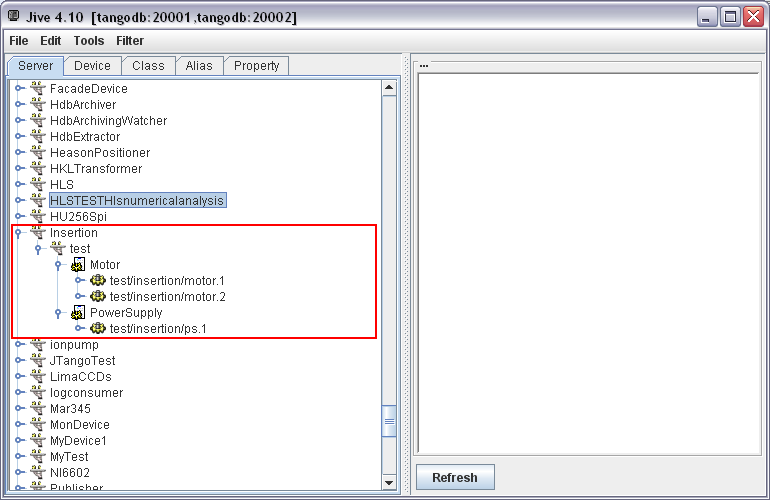 Jive 4.10 [tangodb:20001,tangodb:20002]
File Edit Tools Filter
Server Device Class Alias Property
...
FacadeDevice
HdbArchiver
HdbArchivingWatcher
HdbExtractor
HeasonPositioner
HKLTransformer
HLS
HLSTESTHlsnumericalanalysis
HU256Spi
Insertion
test
Motor
test/insertion/motor.1
test/insertion/motor.2
PowerSupply
test/insertion/ps.1
ionpump
JTangoTest
LimaCCDs
logconsumer
Mar345
MonDevice
MyDevice1
MyTest
NI6602
Publisher
Refresh